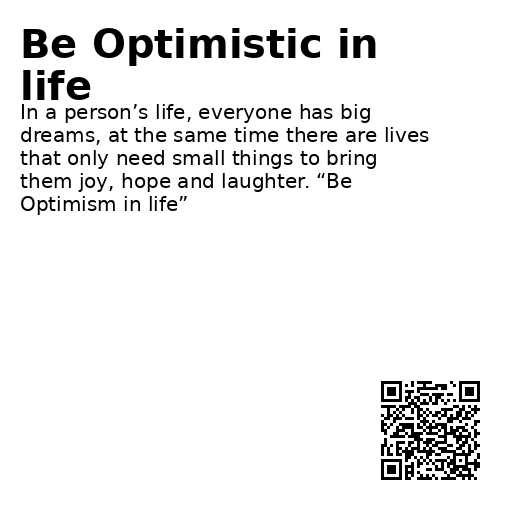 Be Optimistic in
life
In a person’s life, everyone has big
dreams, at the same time there are lives
that only need small things to bring
them joy, hope and laughter. “Be
Optimism in life”